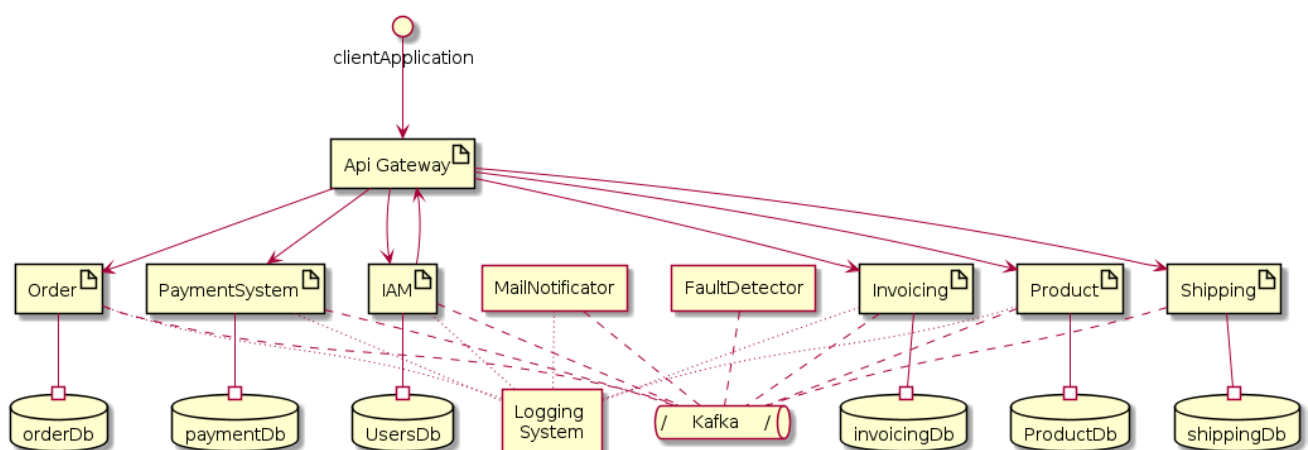 clientApplication
Api Gateway
Order
PaymentSystem
IAM
MailNotificator
FaultDetector
Invoicing
Product
Shipping
orderDb
paymentDb
UsersDb
Logging
System
/ Kafka /
invoicingDb
ProductDb
shippingDb